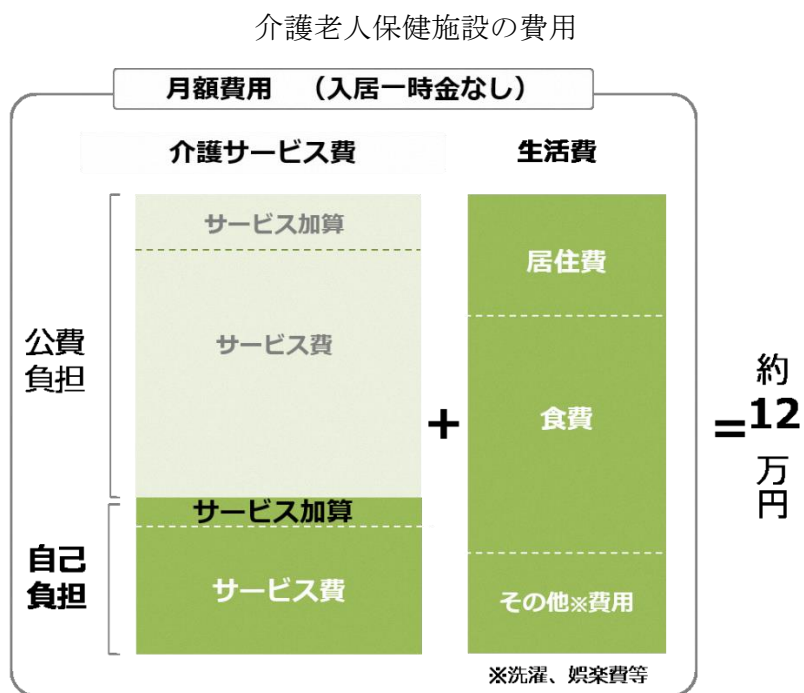 介護老人保健施設の費用
月額費用 （入居一時金なし）
介護サービス費
生活費
公費
負担
サービス加算
サービス費
自己
負担
サービス加算
サービス費
+
居住費
食費
その他※費用
※洗濯、娯楽費等
=
約
12
万
円